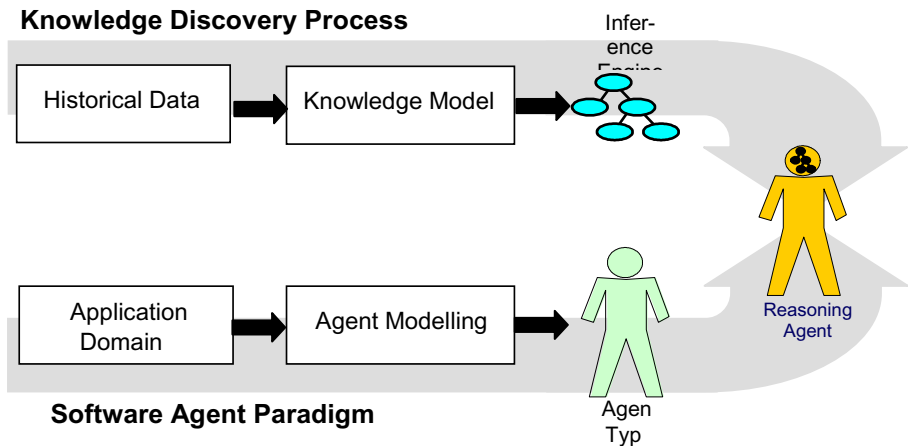 Knowledge Discovery Process
Infer-
ence
Engine
Historical Data
Knowledge Model
Application
Domain
Agent Modelling
Reasoning
Agent
Software Agent Paradigm
Agen
Typ